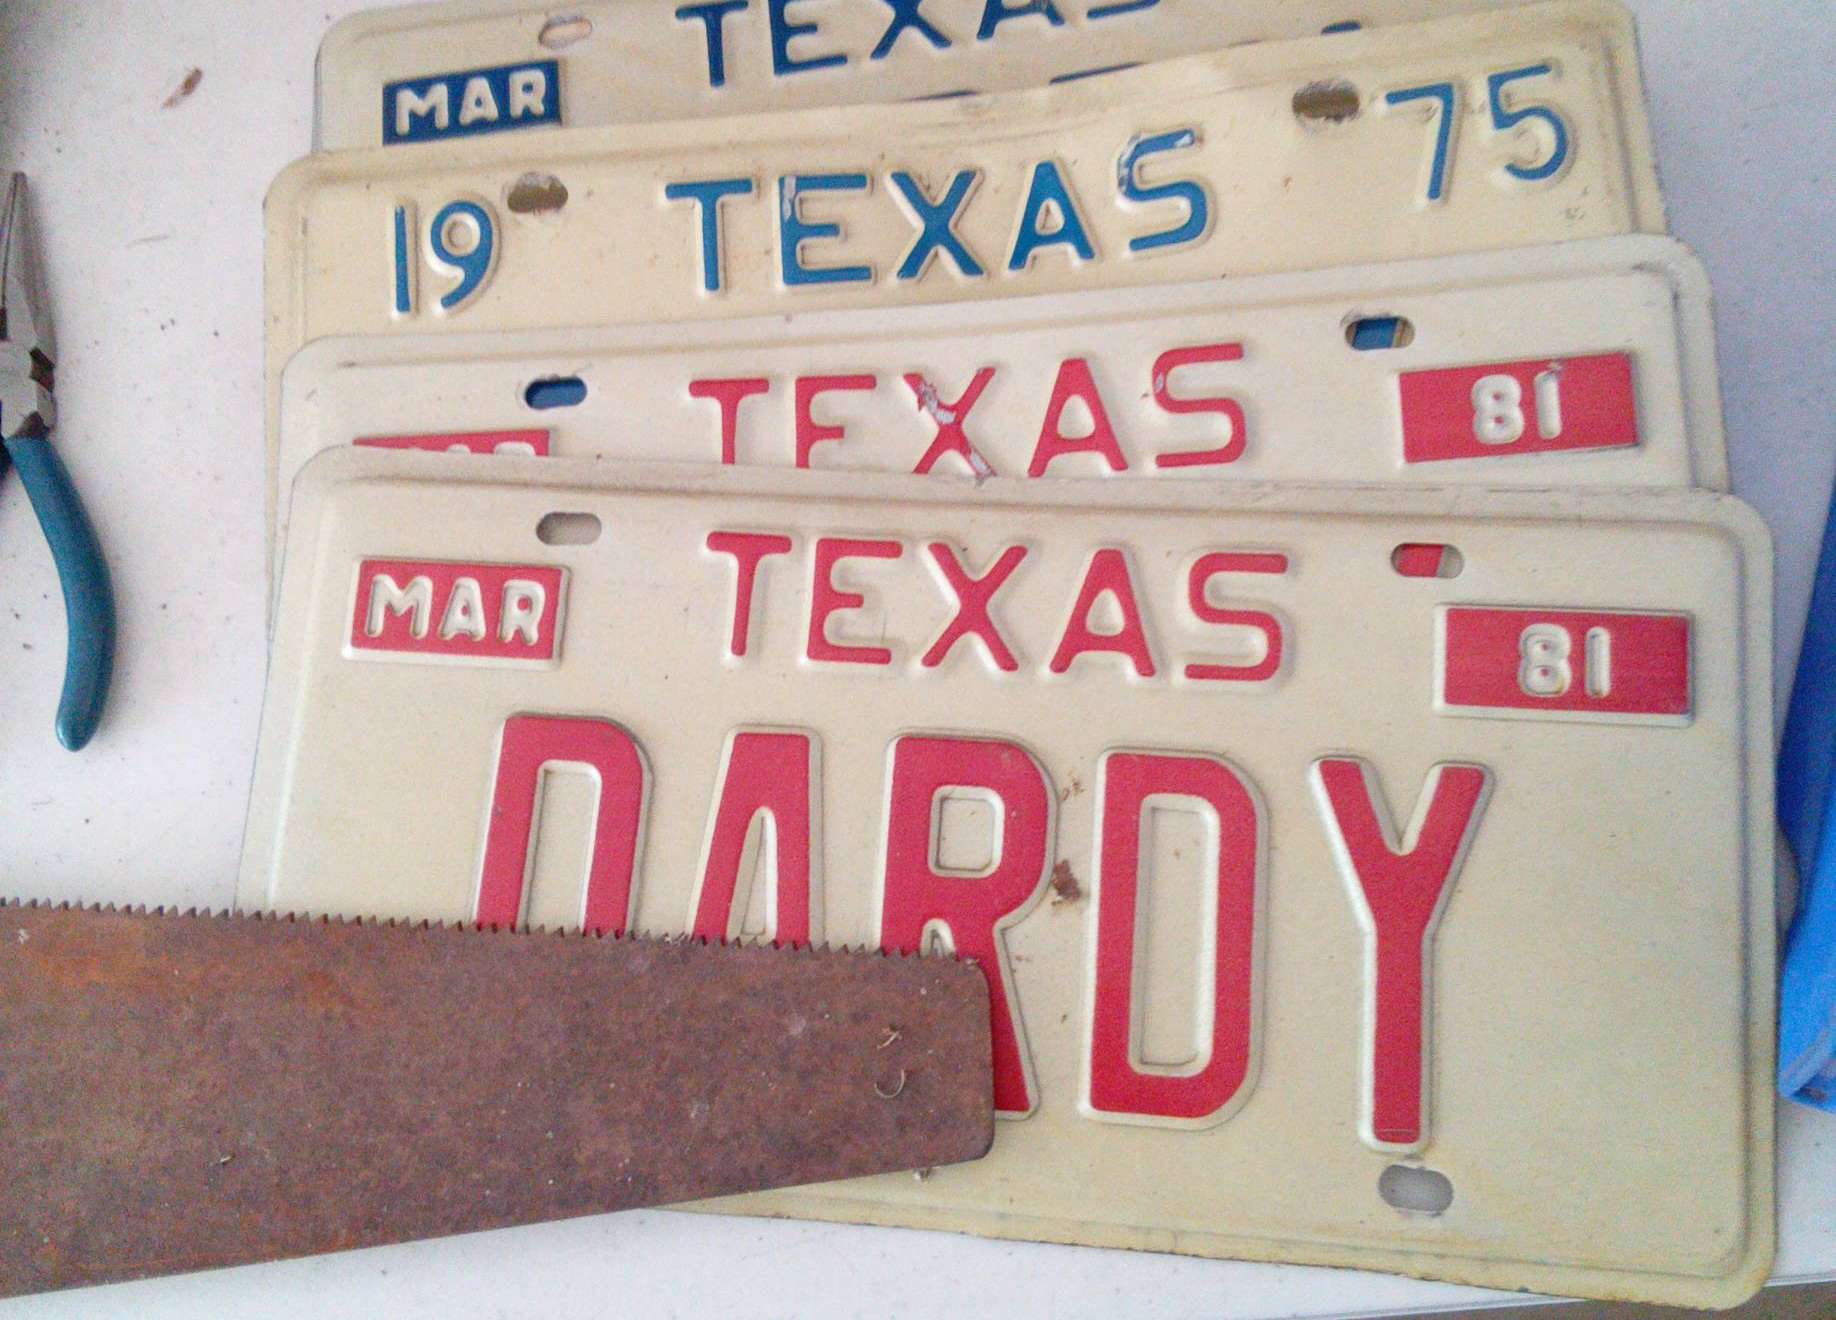 TEXAS
MAR
19 TEXAS 75
TEXAS 81
MAR TEXAS 81
DARDY